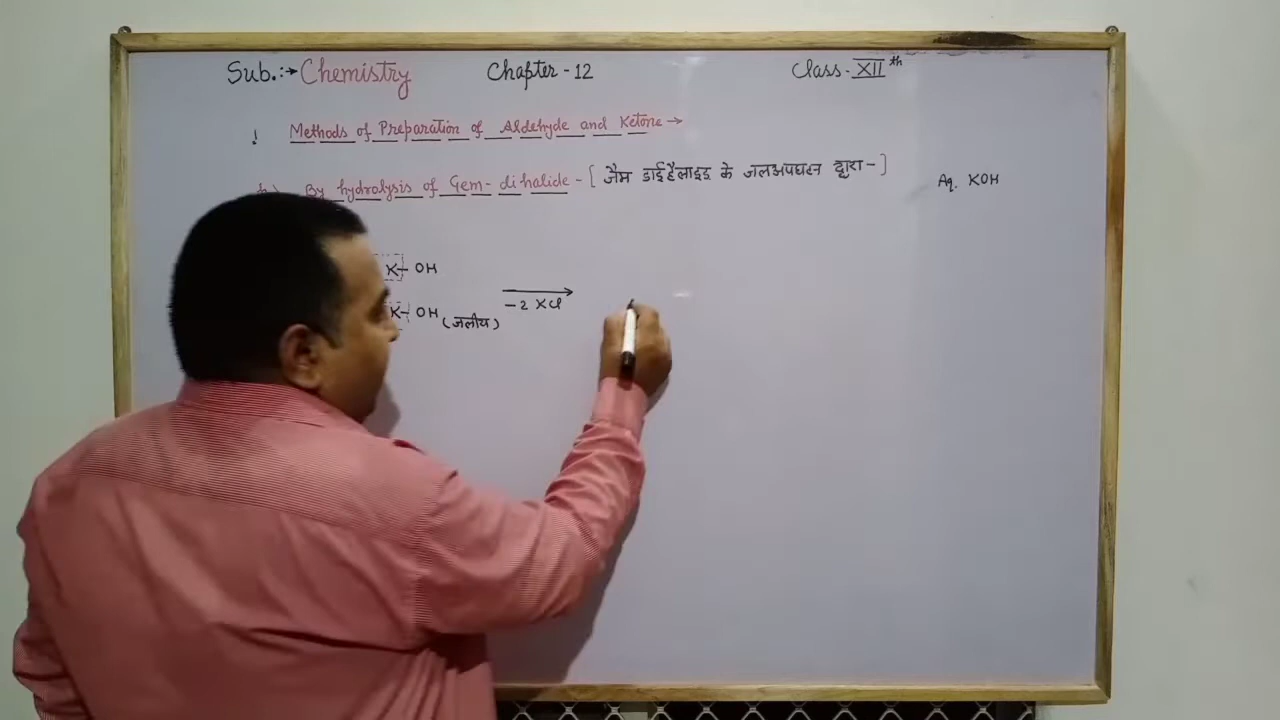 Sub.:→ Chemistry Chapter - 12 Class - XII th
! Methods of Preparation of Aldehyde and Ketone →
By hydrolysis of Gem-dihalide - [ जैम डाईहैलाइड के जलअपघटन द्वारा - ]
Aq. KOH
K - OH
K - OH (जलीय) - 2 KCl